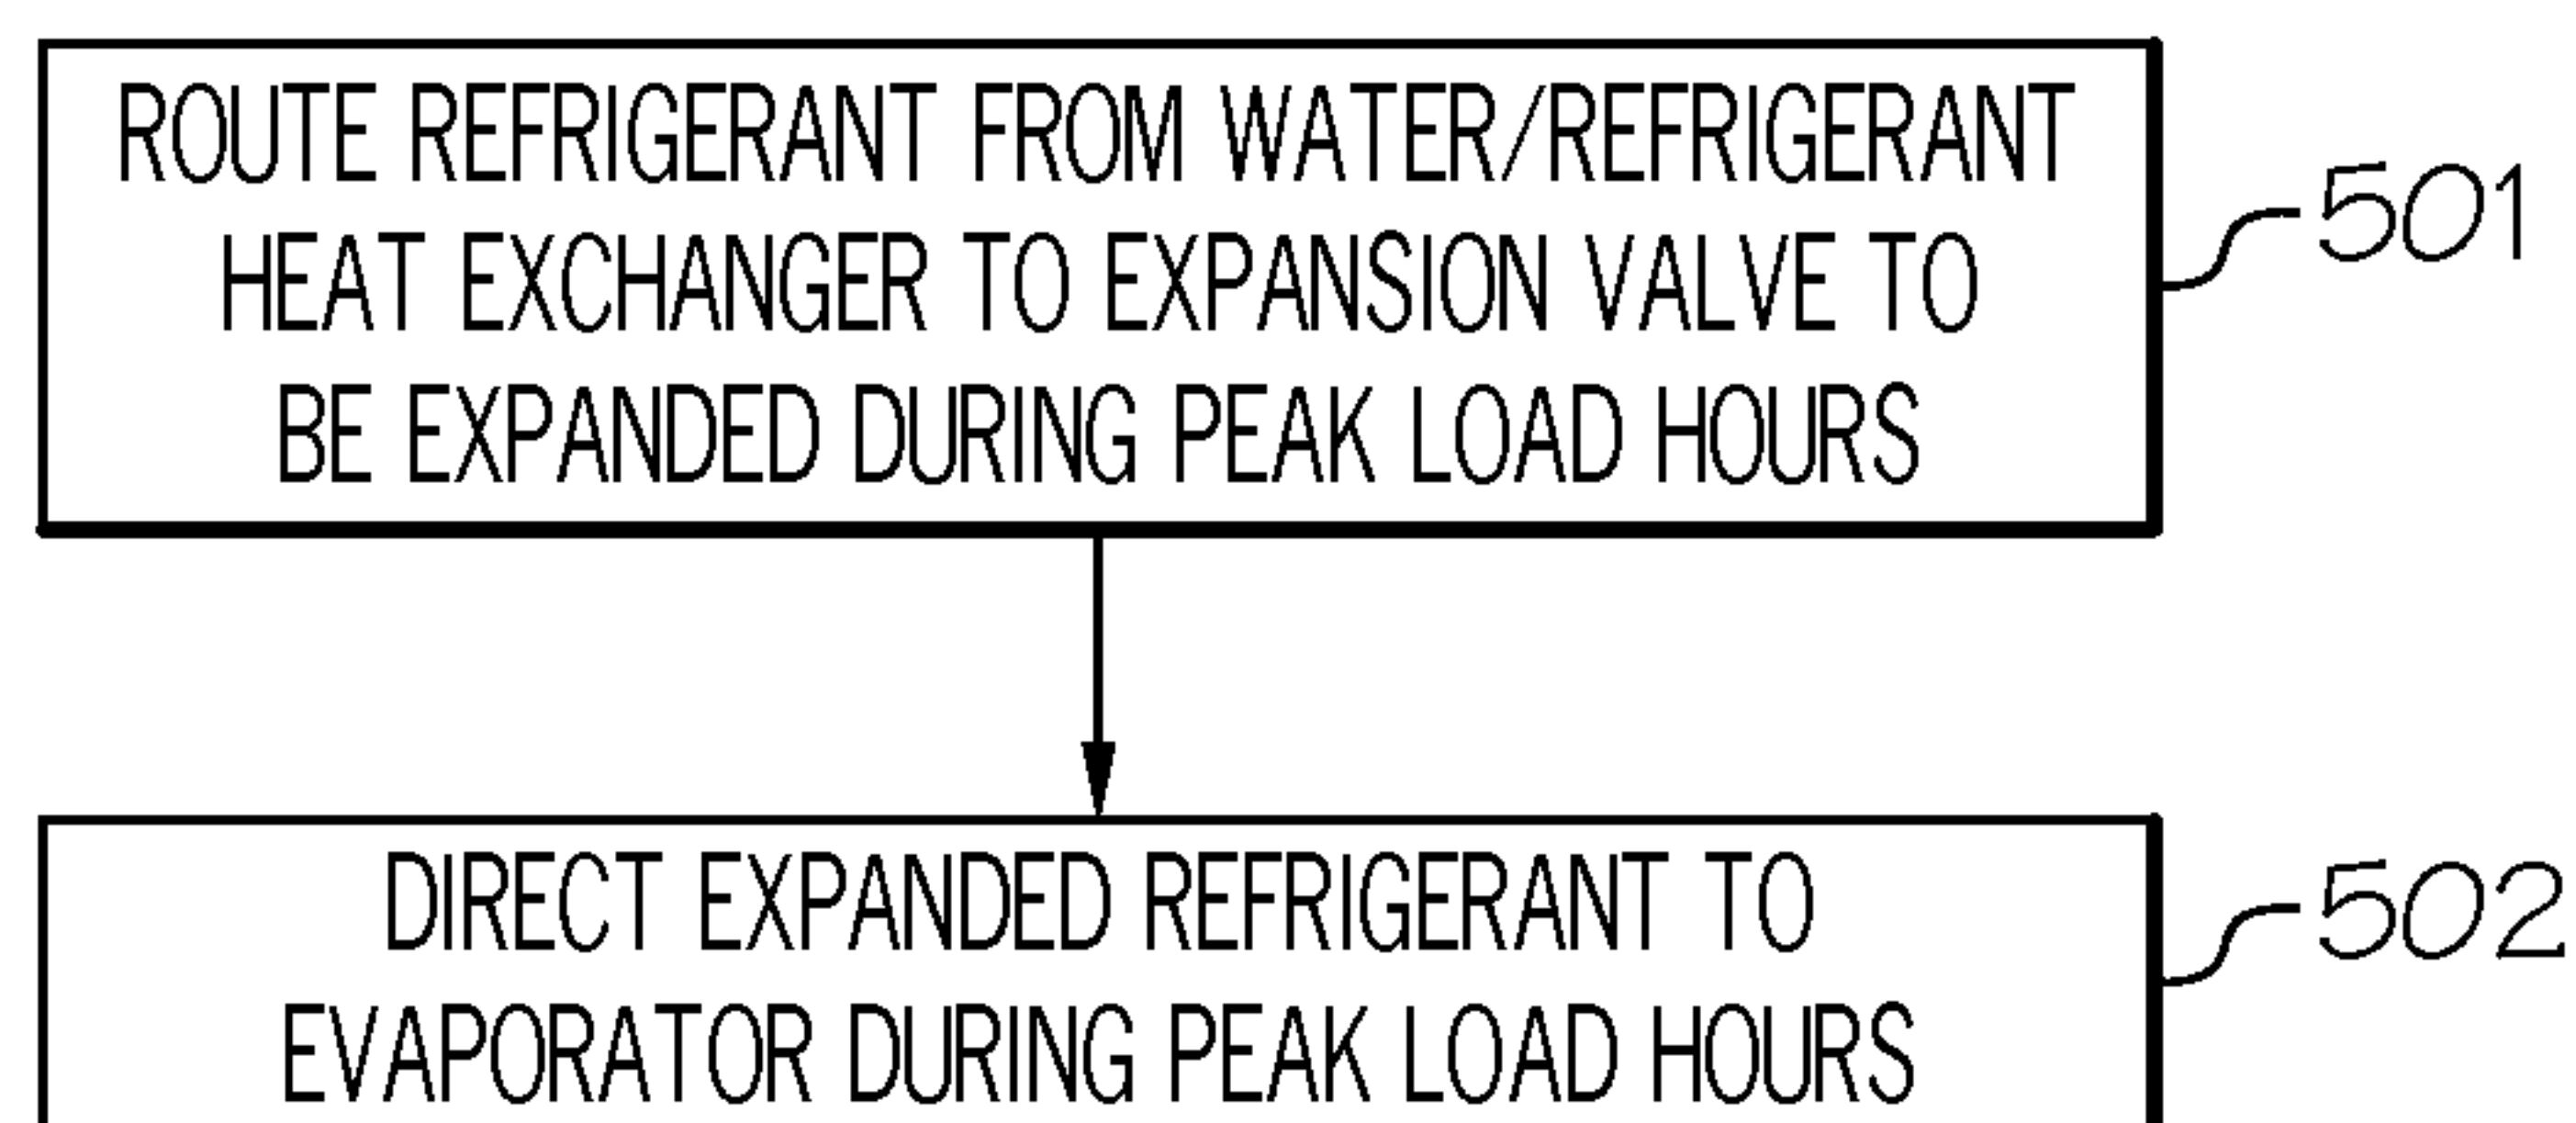 ROUTE REFRIGERANT FROM WATER/REFRIGERANT
HEAT EXCHANGER TO EXPANSION VALVE TO
BE EXPANDED DURING PEAK LOAD HOURS
501
DIRECT EXPANDED REFRIGERANT TO
EVAPORATOR DURING PEAK LOAD HOURS
502